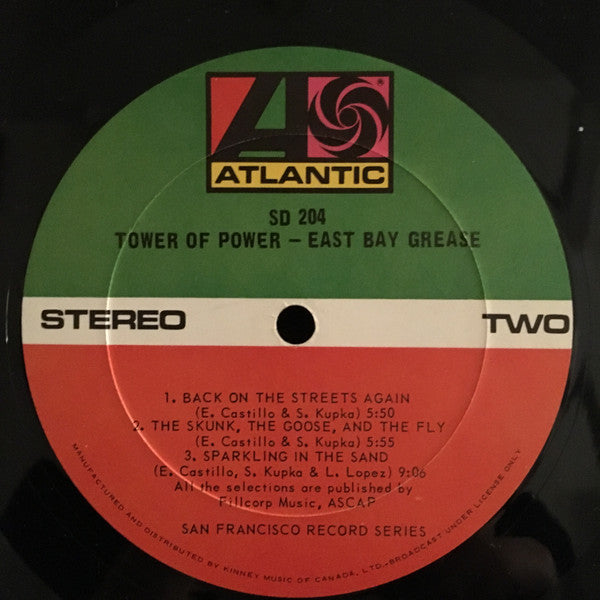 ATLANTIC
®
SD 204
TOWER OF POWER – EAST BAY GREASE
STEREO
TWO
1. BACK ON THE STREETS AGAIN
(E. Castillo & S. Kupka) 5:50
2. THE SKUNK, THE GOOSE, AND THE FLY
(E. Castillo & S. Kupka) 5:55
3. SPARKLING IN THE SAND
(E. Castillo, S. Kupka & L. Lopez) 9:06
All the selections are published by
Fillcorp Music, ASCAP
SAN FRANCISCO RECORD SERIES
MANUFACTURED AND DISTRIBUTED BY KINNEY MUSIC OF CANADA, LTD.-BROADCAST UNDER LICENSE ONLY